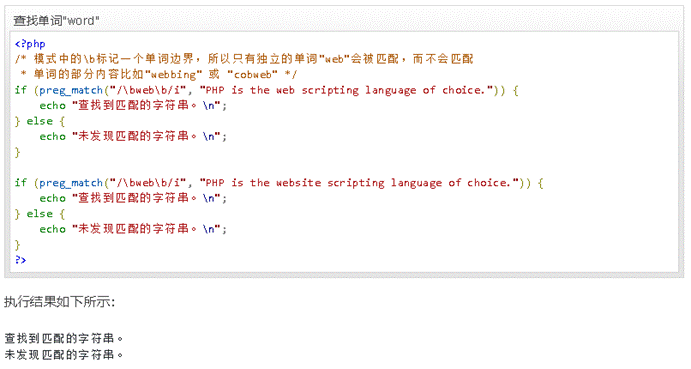 查找单词"word"
<?php
/* 模式中的\b标记一个单词边界，所以只有独立的单词"web"会被匹配，而不会匹配
 * 单词的部分内容比如"webbing" 或 "cobweb" */
if (preg_match("/\bweb\b/i", "PHP is the web scripting language of choice.")) {
    echo "查找到匹配的字符串。\n";
} else {
    echo "未发现匹配的字符串。\n";
}
if (preg_match("/\bweb\b/i", "PHP is the website scripting language of choice.")) {
    echo "查找到匹配的字符串。\n";
} else {
    echo "未发现匹配的字符串。\n";
}
?>
执行结果如下所示：
查找到匹配的字符串。
未发现匹配的字符串。